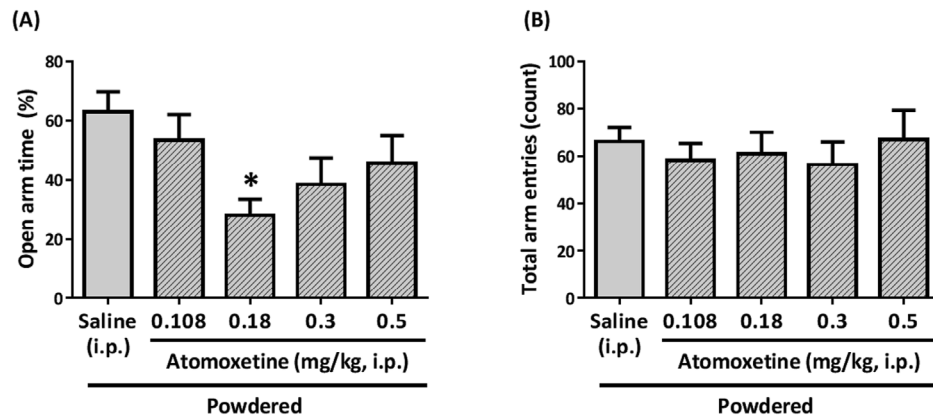 (A)
Open arm time (%)
80
60
40
20
0
*
Saline
(i.p.)
0.108 0.18 0.3 0.5
Atomoxetine (mg/kg, i.p.)
Powdered
(B)
Total arm entries (count)
100
80
60
40
20
0
Saline
(i.p.)
0.108 0.18 0.3 0.5
Atomoxetine (mg/kg, i.p.)
Powdered